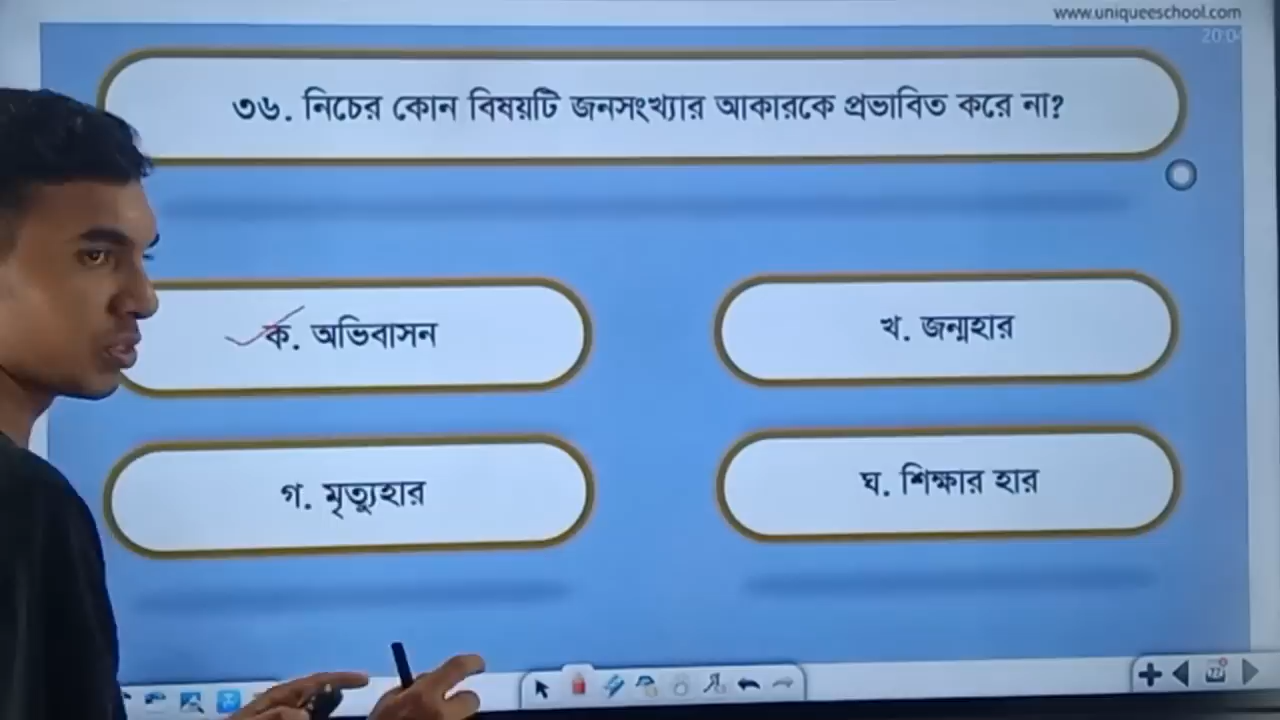 www.uniqueeschool.com
৩৬. নিচের কোন বিষয়টি জনসংখ্যার আকারকে প্রভাবিত করে না?
ক. অভিবাসন
খ. জন্মহার
গ. মৃত্যুহার
ঘ. শিক্ষার হার